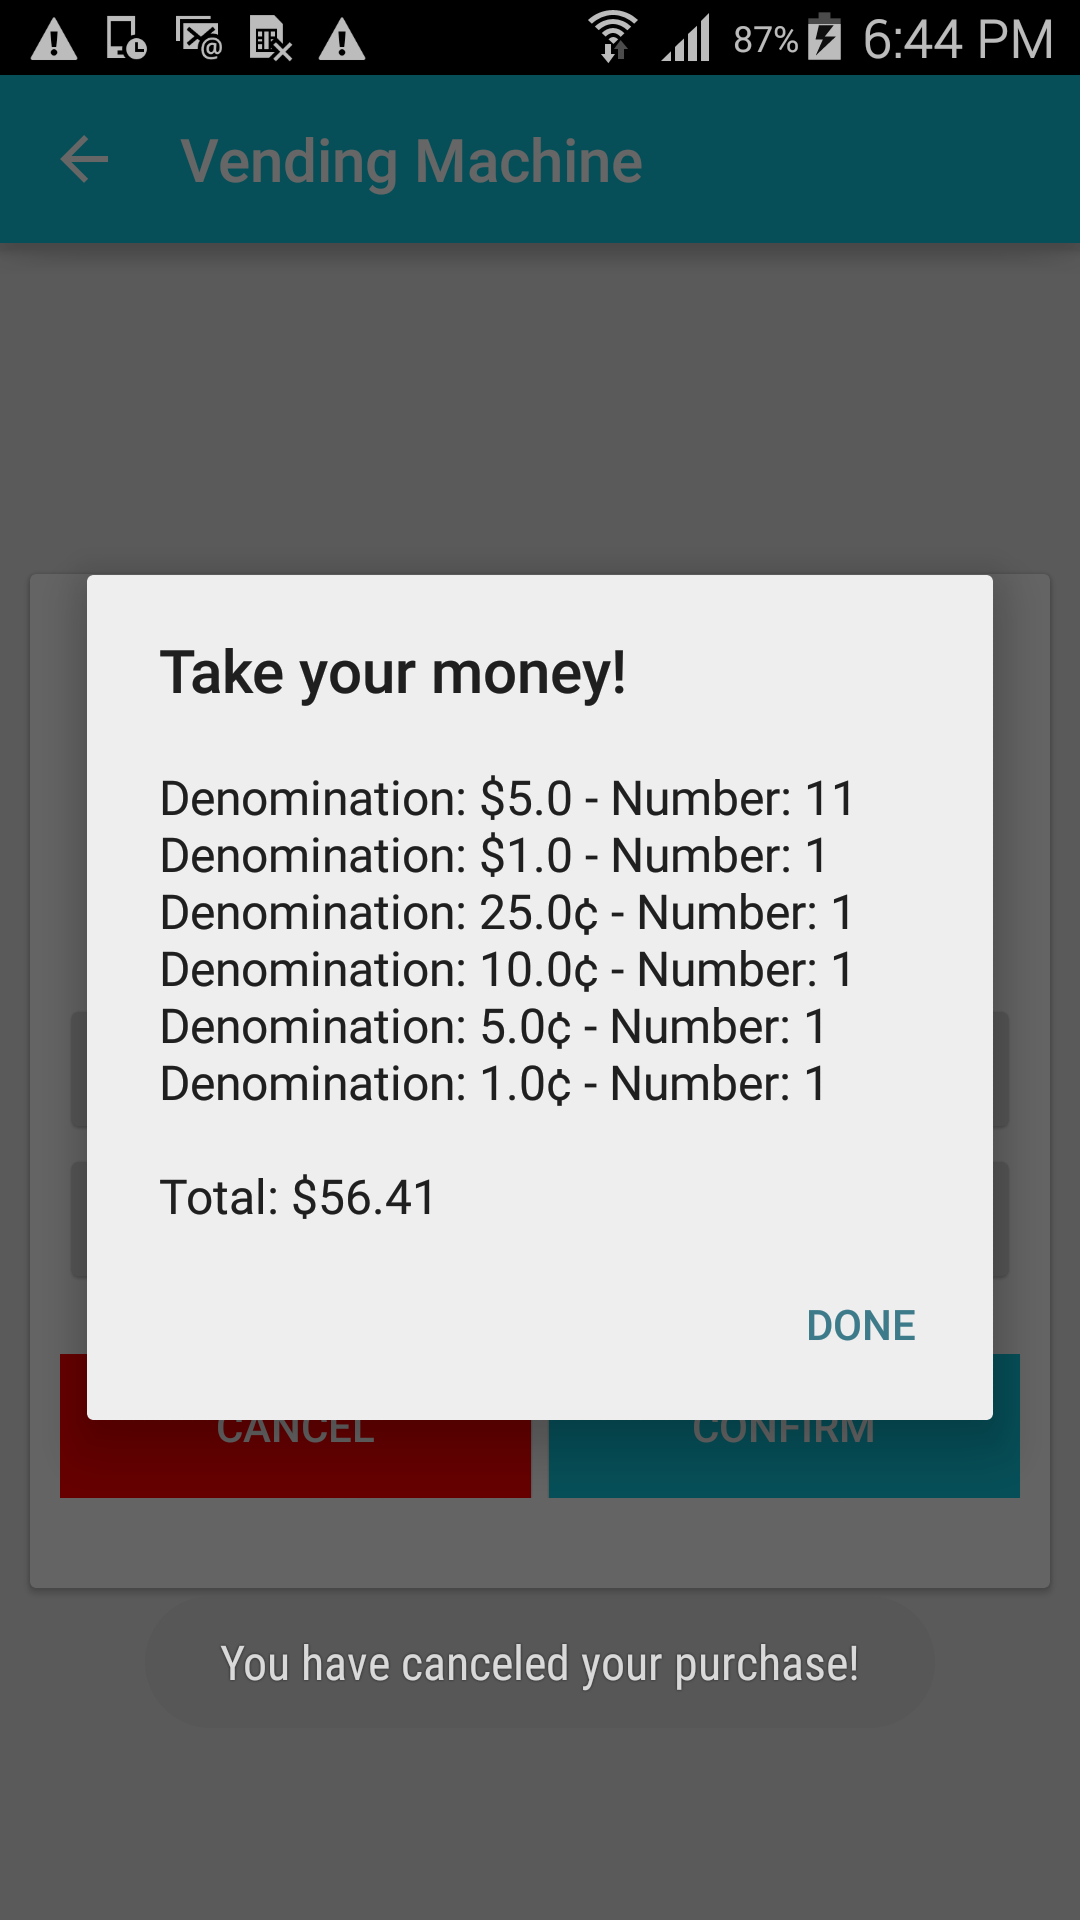 87% 6:44 PM
Vending Machine
Take your money!
Denomination: $5.0 - Number: 11
Denomination: $1.0 - Number: 1
Denomination: 25.0¢ - Number: 1
Denomination: 10.0¢ - Number: 1
Denomination: 5.0¢ - Number: 1
Denomination: 1.0¢ - Number: 1
Total: $56.41
DONE
CANCEL CONFIRM
You have canceled your purchase!